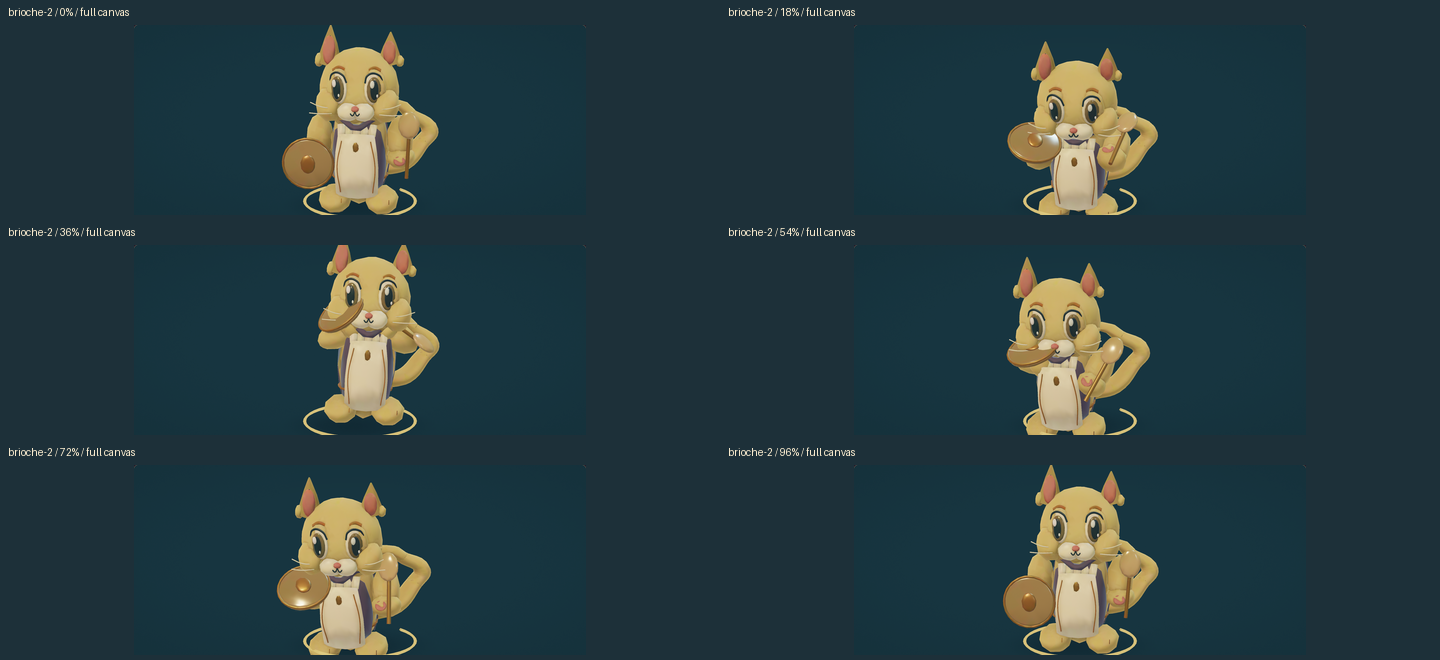 brioche-2 / 0% / full canvas
brioche-2 / 18% / full canvas
brioche-2 / 36% / full canvas
brioche-2 / 54% / full canvas
brioche-2 / 72% / full canvas
brioche-2 / 96% / full canvas